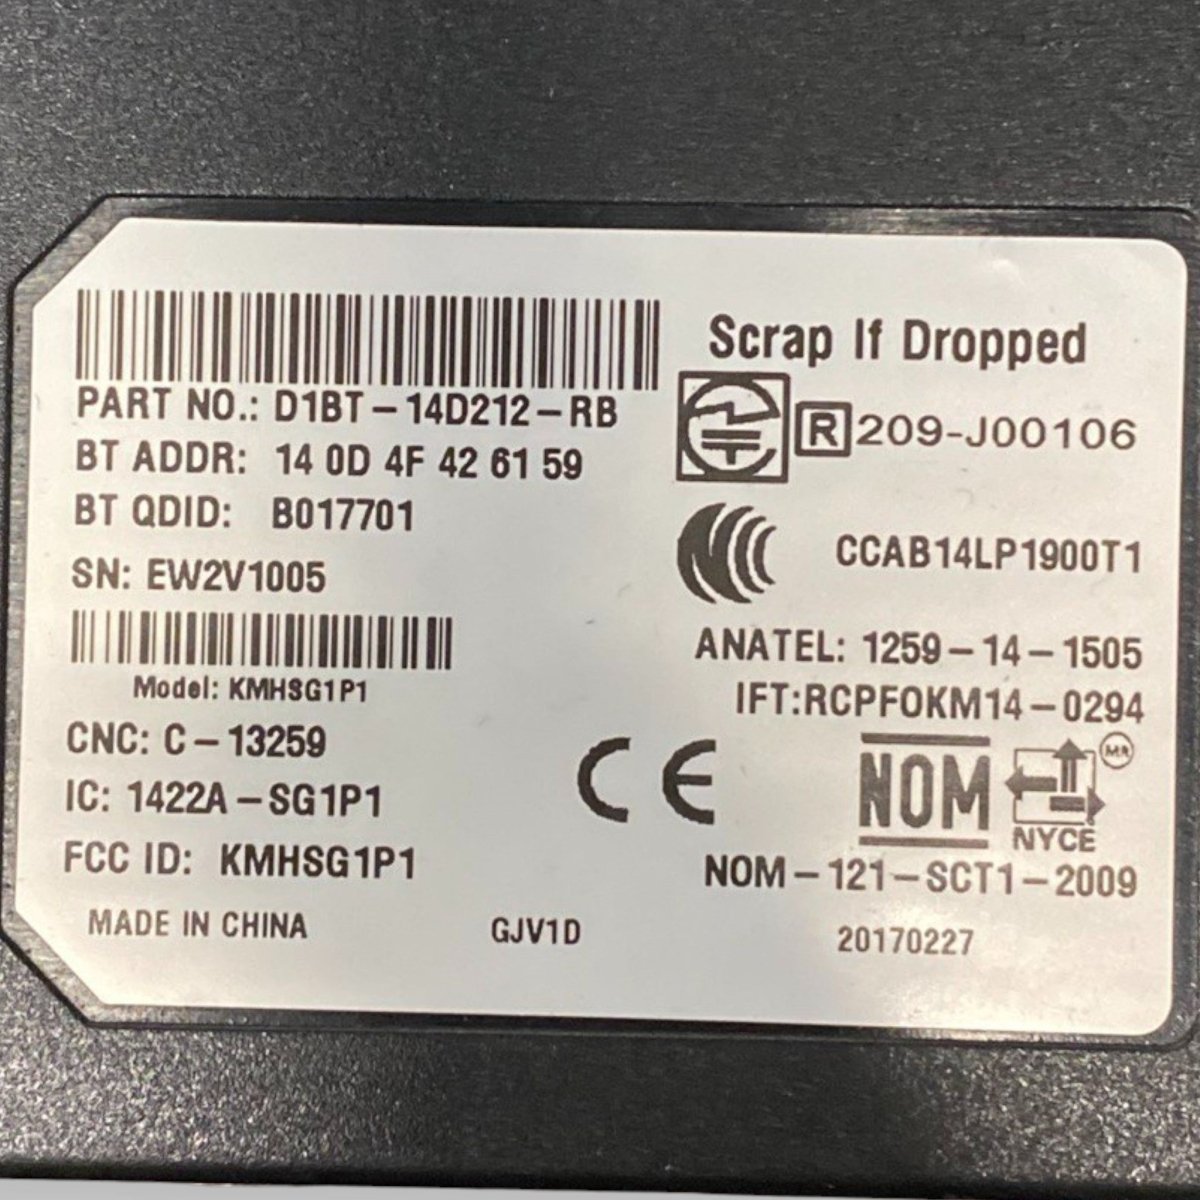 Scrap If Dropped
PART NO.: D1BT-14D212-RB
R 209-J00106
BT ADDR: 14 0D 4F 42 61 59
BT QDID: B017701
CCAB14LP1900T1
SN: EW2V1005
ANATEL: 1259-14-1505
Model: KMHSG1P1
IFT:RCPFOKM14-0294
CNC: C-13259
CE
NOM
NYCE
IC: 1422A-SG1P1
FCC ID: KMHSG1P1
NOM-121-SCT1-2009
MADE IN CHINA
GJV1D
20170227